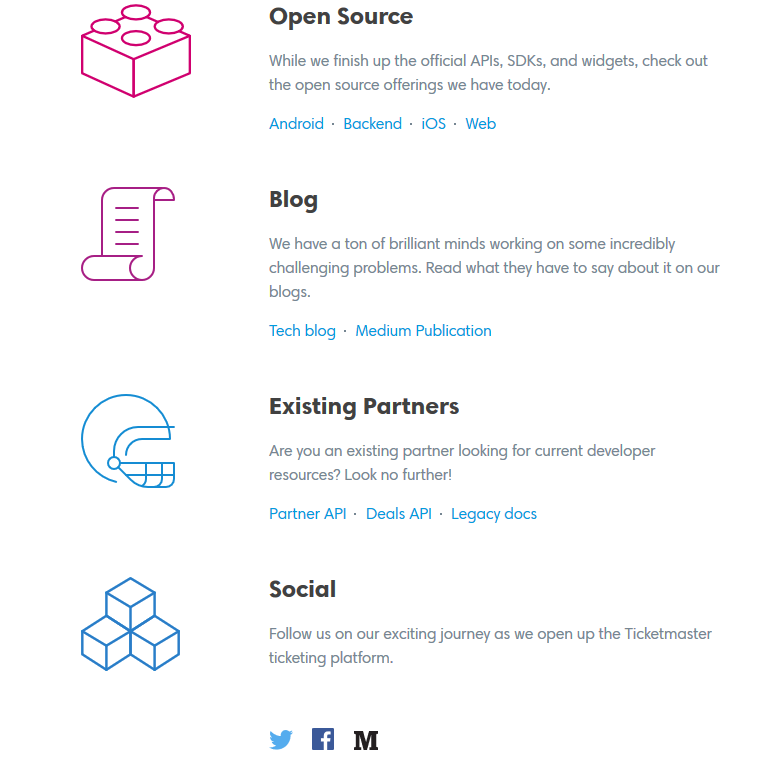 Open Source
While we finish up the official APIs, SDKs, and widgets, check out
the open source offerings we have today.
Android · Backend · iOS · Web
Blog
We have a ton of brilliant minds working on some incredibly
challenging problems. Read what they have to say about it on our
blogs.
Tech blog · Medium Publication
Existing Partners
Are you an existing partner looking for current developer
resources? Look no further!
Partner API · Deals API · Legacy docs
Social
Follow us on our exciting journey as we open up the Ticketmaster
ticketing platform.
f M